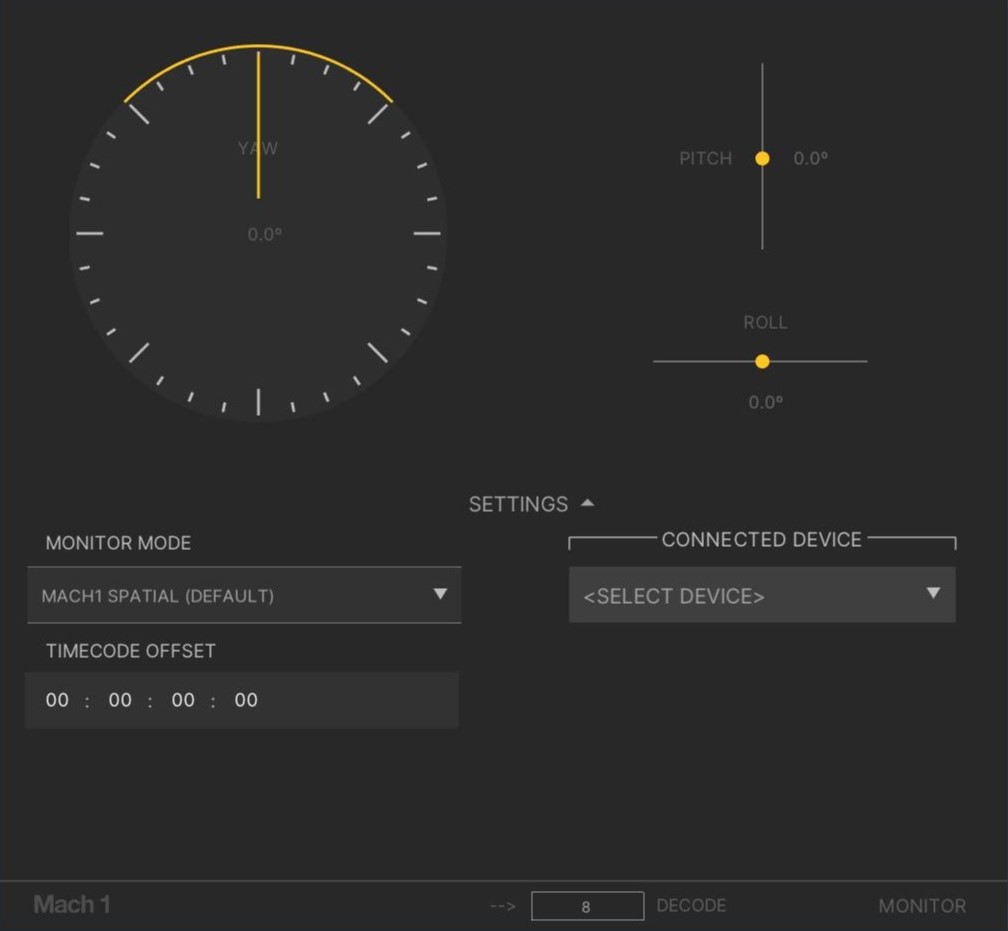 YAW
0.0°
PITCH 0.0°
ROLL
0.0°
SETTINGS
MONITOR MODE
MACH1 SPATIAL (DEFAULT)
TIMECODE OFFSET
00 : 00 : 00 : 00
CONNECTED DEVICE
<SELECT DEVICE>
Mach 1
--> 8 DECODE
MONITOR